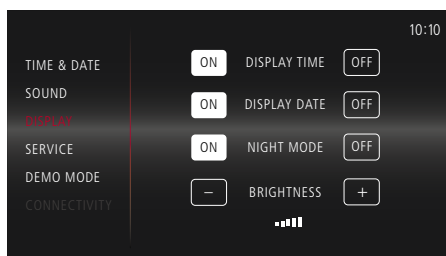 10:10
TIME & DATE
SOUND
DISPLAY
SERVICE
DEMO MODE
CONNECTIVITY
ON DISPLAY TIME OFF
ON DISPLAY DATE OFF
ON NIGHT MODE OFF
– BRIGHTNESS +